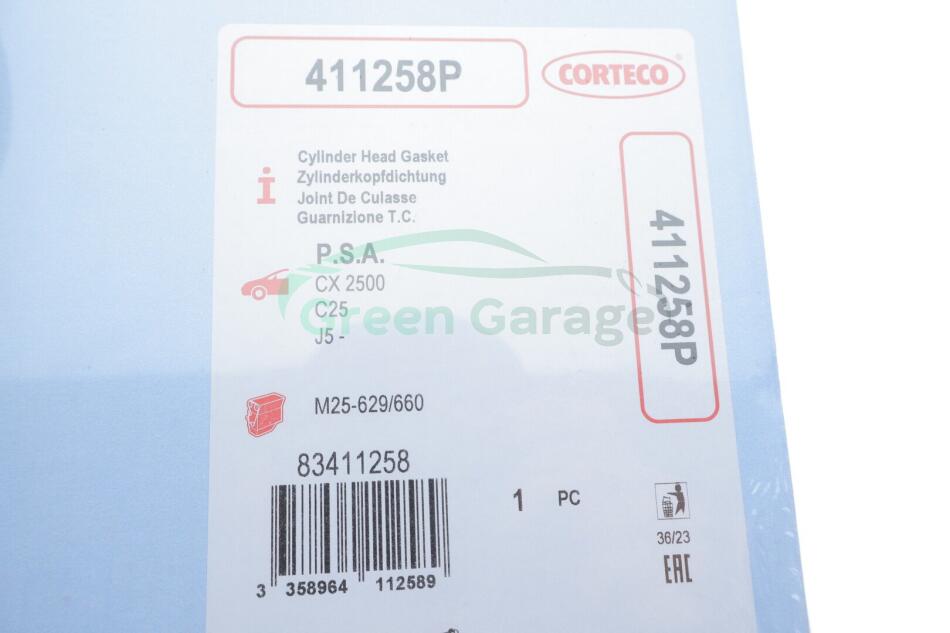 411258P
CORTECO
®
Cylinder Head Gasket
Zylinderkopfdichtung
Joint De Culasse
Guarnizione T.C.
P.S.A.
CX 2500
C25
J5 -
Green Garage
411258P
M25-629/660
83411258
1 PC
36/23
EAC
3 358964 112589